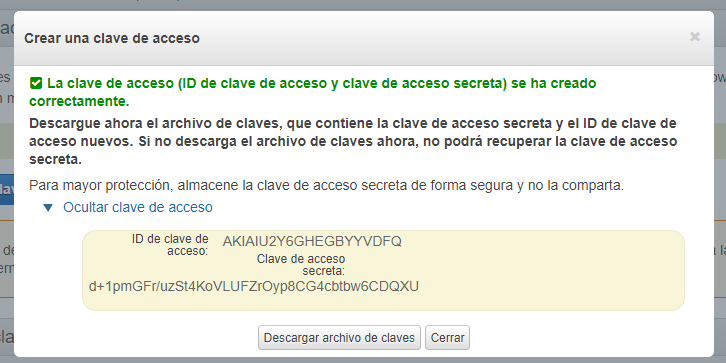 Crear una clave de acceso
La clave de acceso (ID de clave de acceso y clave de acceso secreta) se ha creado
correctamente.
Descargue ahora el archivo de claves, que contiene la clave de acceso secreta y el ID de clave de
acceso nuevos. Si no descarga el archivo de claves ahora, no podrá recuperar la clave de acceso
secreta.
Para mayor protección, almacene la clave de acceso secreta de forma segura y no la comparta.
Ocultar clave de acceso
ID de clave de
acceso:
AKIAIU2Y6GHEGBYYVDFQ
Clave de acceso
secreta:
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
Descargar archivo de claves
Cerrar